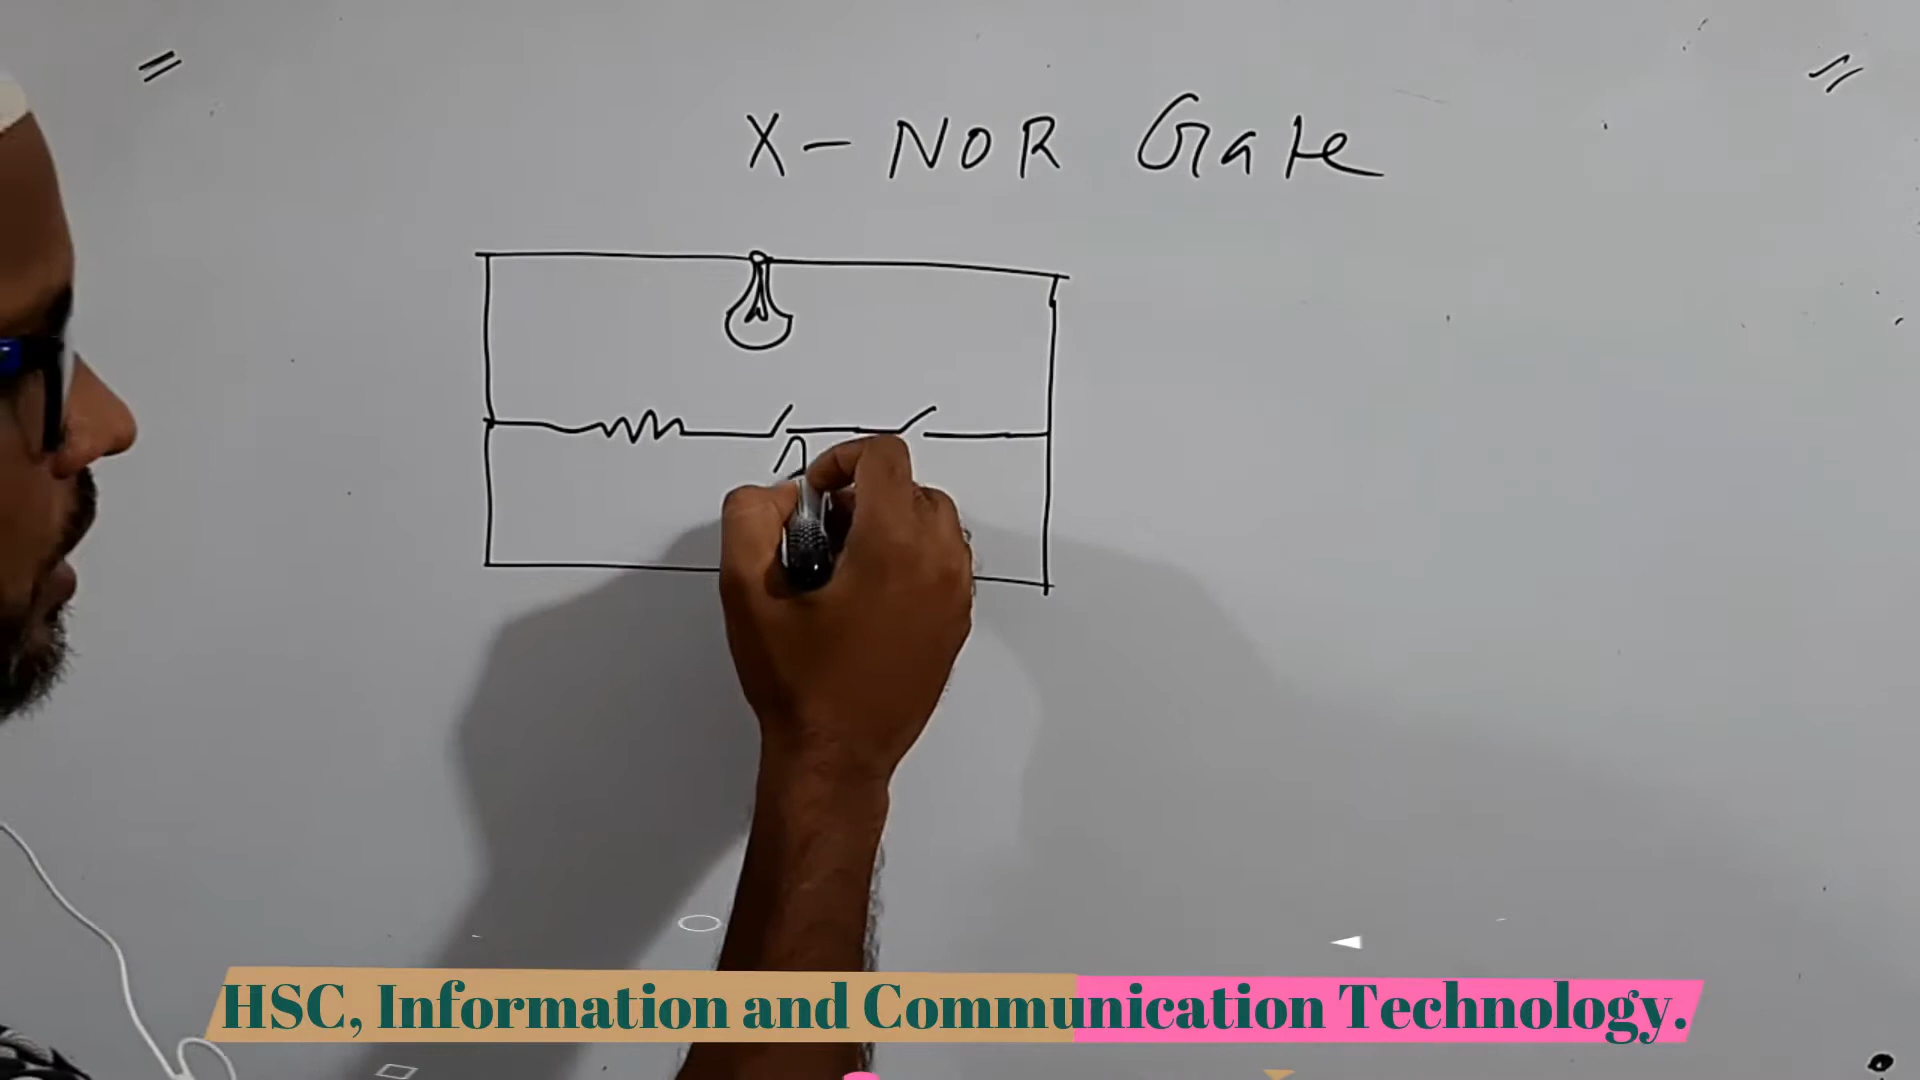 X - NOR Gate
A
HSC, Information and Communication Technology.